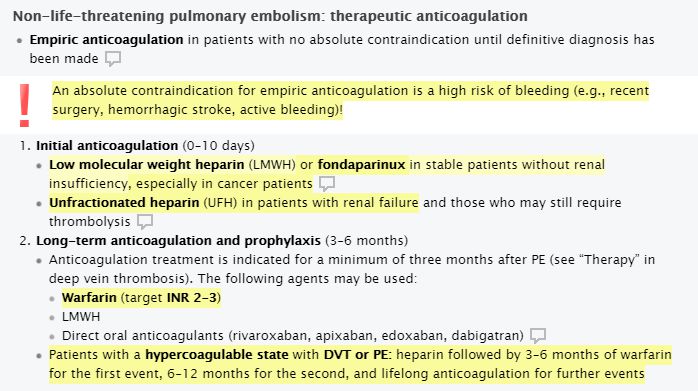 Non-life-threatening pulmonary embolism: therapeutic anticoagulation
• Empiric anticoagulation in patients with no absolute contraindication until definitive diagnosis has
been made
! An absolute contraindication for empiric anticoagulation is a high risk of bleeding (e.g., recent
surgery, hemorrhagic stroke, active bleeding)!
1. Initial anticoagulation (0-10 days)
• Low molecular weight heparin (LMWH) or fondaparinux in stable patients without renal
insufficiency, especially in cancer patients
• Unfractionated heparin (UFH) in patients with renal failure and those who may still require
thrombolysis
2. Long-term anticoagulation and prophylaxis (3-6 months)
• Anticoagulation treatment is indicated for a minimum of three months after PE (see “Therapy” in
deep vein thrombosis). The following agents may be used:
• Warfarin (target INR 2-3)
• LMWH
• Direct oral anticoagulants (rivaroxaban, apixaban, edoxaban, dabigatran)
• Patients with a hypercoagulable state with DVT or PE: heparin followed by 3-6 months of warfarin
for the first event, 6-12 months for the second, and lifelong anticoagulation for further events